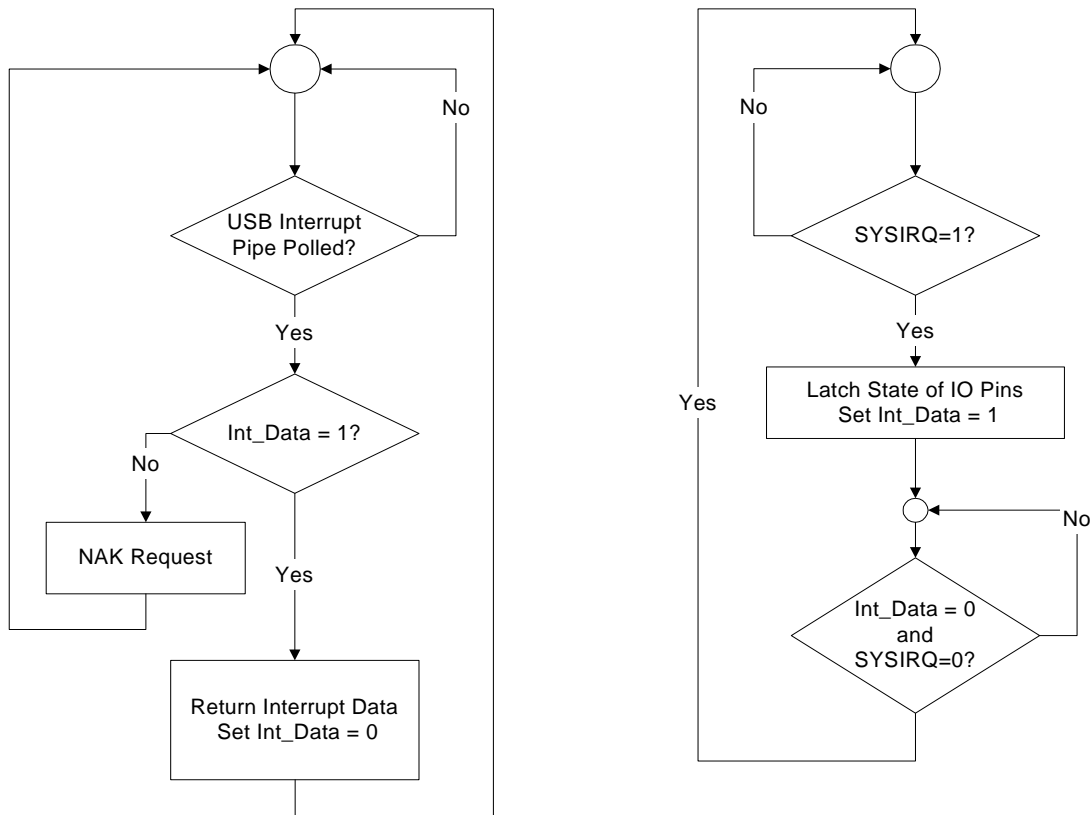 No
USB Interrupt
Pipe Polled?
Yes
Int_Data = 1?
No
NAK Request
Yes
Return Interrupt Data
Set Int_Data = 0
No
SYSIRQ=1?
Yes
Latch State of IO Pins
Set Int_Data = 1
Yes
No
Int_Data = 0
and
SYSIRQ=0?